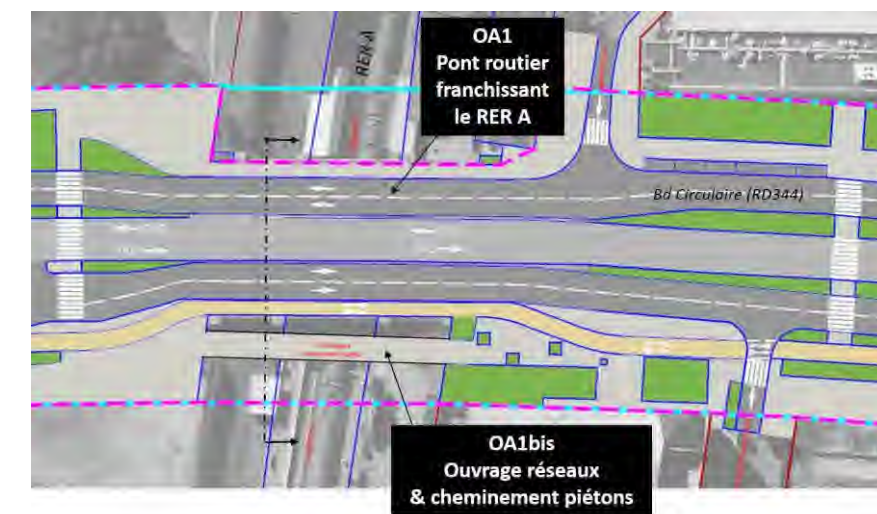 OA1
Pont routier
franchissant
le RER A
RER A
Bd Circulaire (RD344)
OA1bis
Ouvrage réseaux
& cheminement piétons